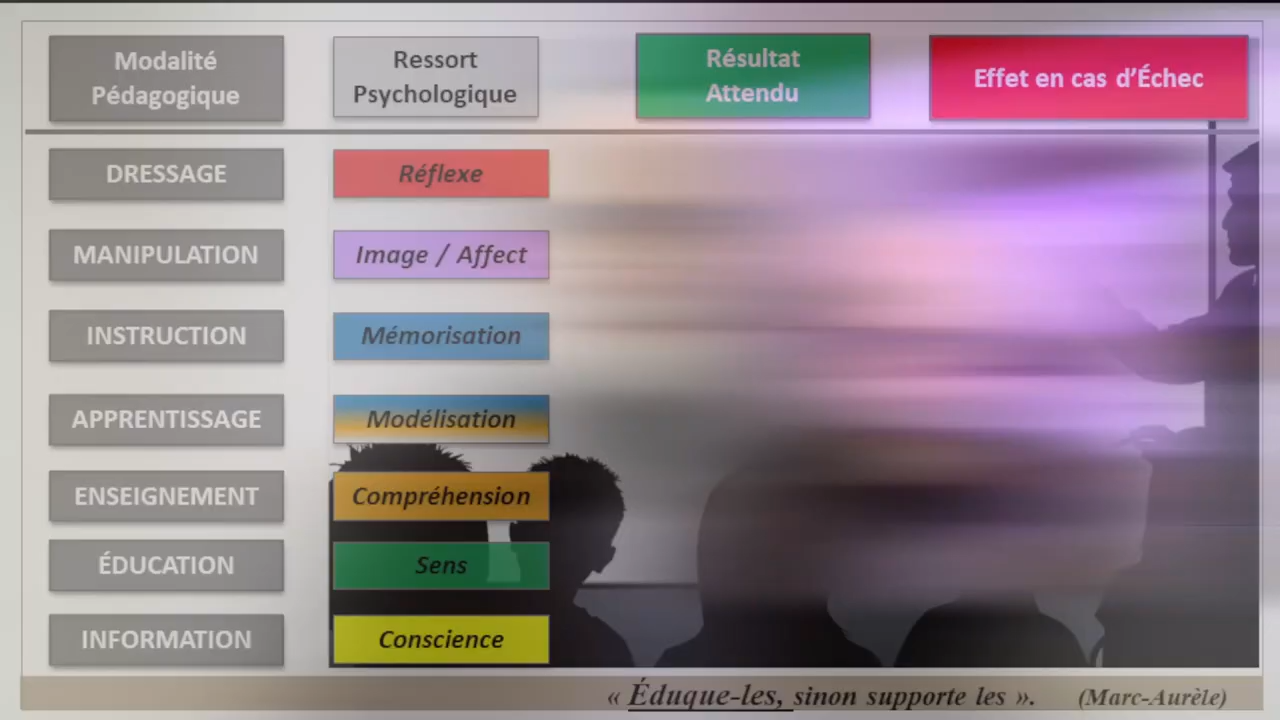 Modalité
Pédagogique
Ressort
Psychologique
Résultat
Attendu
Effet en cas d’Échec
DRESSAGE
Réflexe
MANIPULATION
Image / Affect
INSTRUCTION
Mémorisation
APPRENTISSAGE
Modélisation
ENSEIGNEMENT
Compréhension
ÉDUCATION
Sens
INFORMATION
Conscience
« Éduque-les, sinon supporte les ». (Marc-Aurèle)